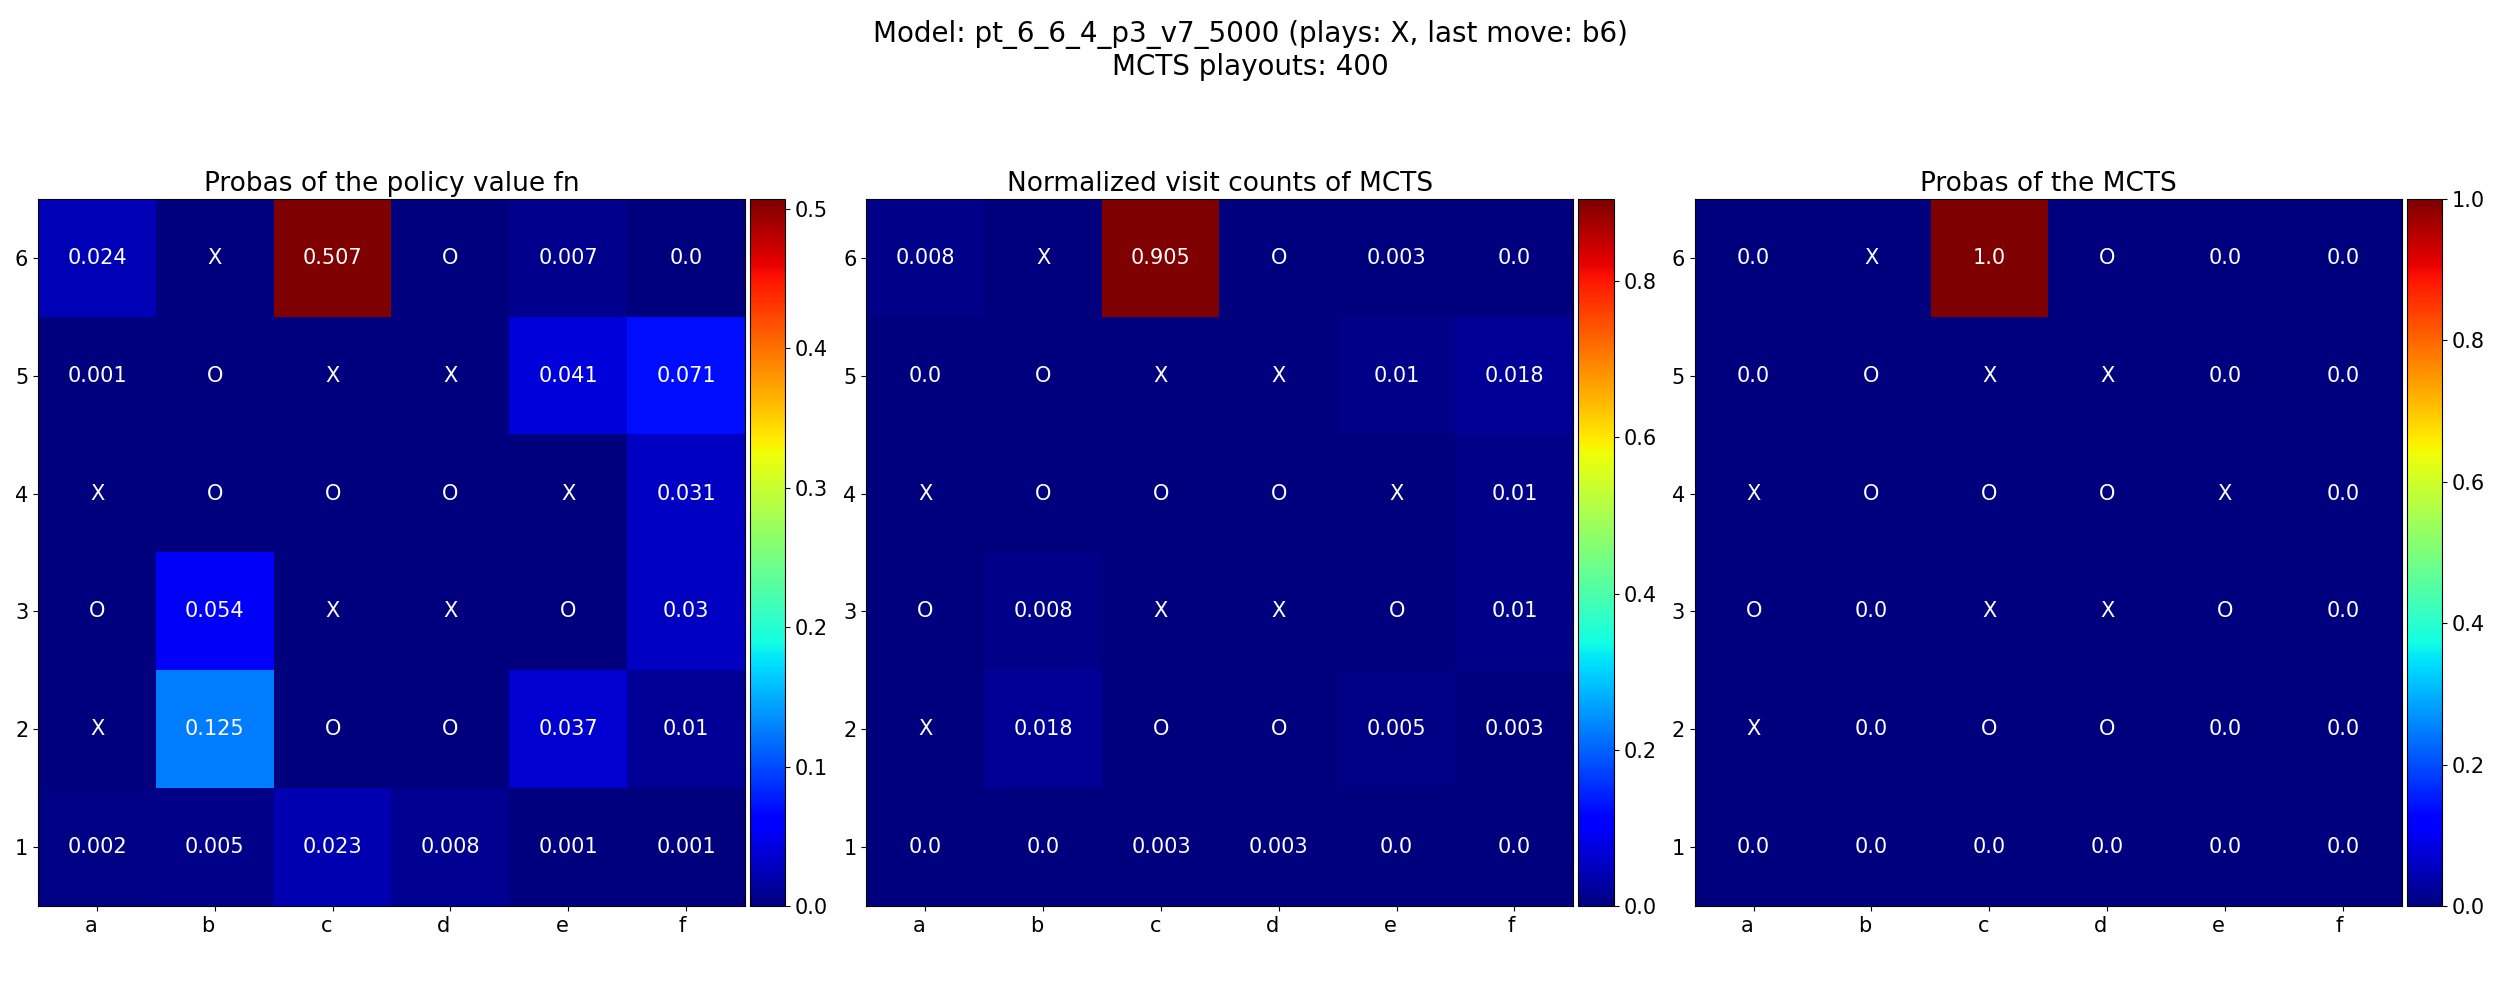 Model: pt_6_6_4_p3_v7_5000 (plays: X, last move: b6)
MCTS playouts: 400
Probas of the policy value fn
6 0.024 X 0.507 O 0.007 0.0
5 0.001 O X X 0.041 0.071
4 X O O O X 0.031
3 O 0.054 X X O 0.03
2 X 0.125 O O 0.037 0.01
1 0.002 0.005 0.023 0.008 0.001 0.001
a b c d e f
0.5
0.4
0.3
0.2
0.1
0.0
Normalized visit counts of MCTS
6 0.008 X 0.905 O 0.003 0.0
5 0.0 O X X 0.01 0.018
4 X O O O X 0.01
3 O 0.008 X X O 0.01
2 X 0.018 O O 0.005 0.003
1 0.0 0.0 0.003 0.003 0.0 0.0
a b c d e f
0.8
0.6
0.4
0.2
0.0
Probas of the MCTS
6 0.0 X 1.0 O 0.0 0.0
5 0.0 O X X 0.0 0.0
4 X O O O X 0.0
3 O 0.0 X X O 0.0
2 X 0.0 O O 0.0 0.0
1 0.0 0.0 0.0 0.0 0.0 0.0
a b c d e f
1.0
0.8
0.6
0.4
0.2
0.0